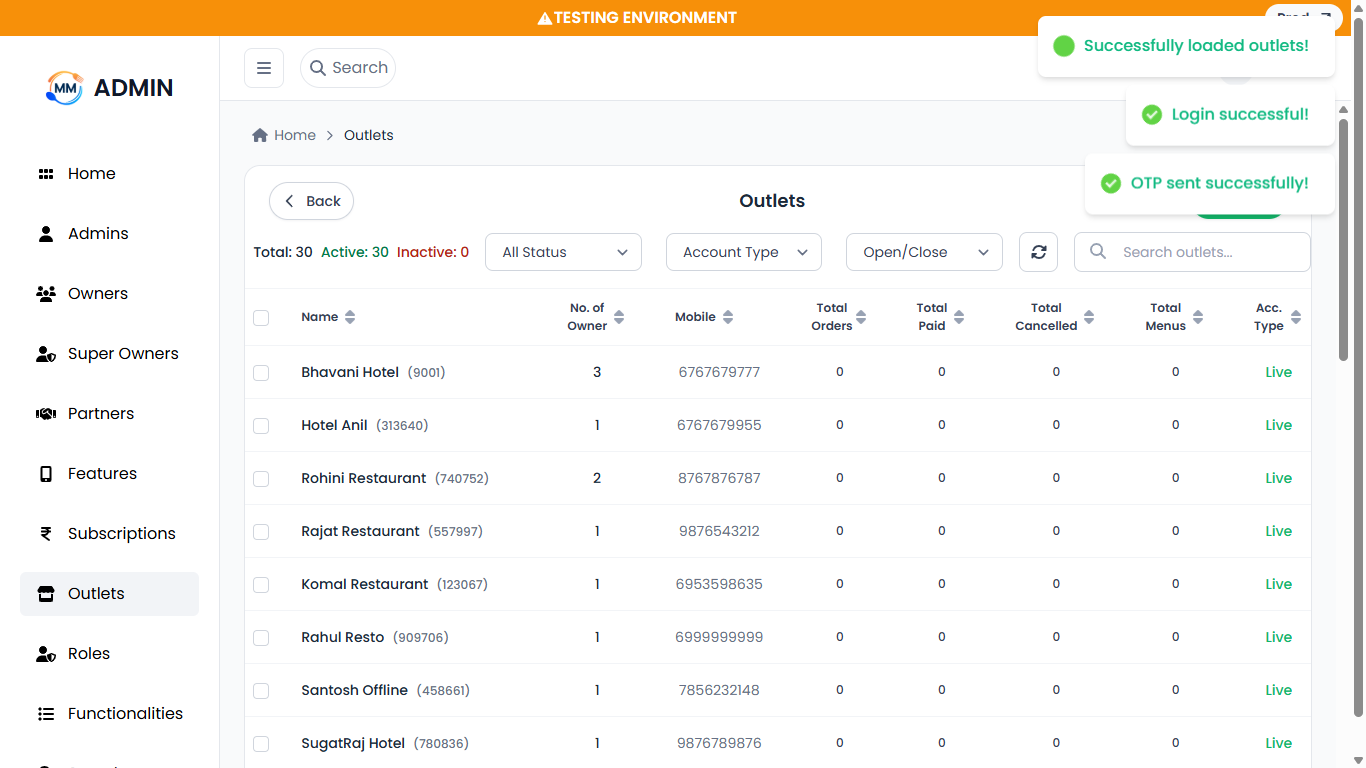 TESTING ENVIRONMENT
Successfully loaded outlets!
MM ADMIN
Search
Login successful!
Home > Outlets
OTP sent successfully!
Back
Outlets
Total: 30 Active: 30 Inactive: 0 All Status Account Type Open/Close Search outlets...
Name No. of Owner Mobile Total Orders Total Paid Total Cancelled Total Menus Acc. Type
Bhavani Hotel (9001) 3 6767679777 0 0 0 0 Live
Hotel Anil (313640) 1 6767679955 0 0 0 0 Live
Rohini Restaurant (740752) 2 8767876787 0 0 0 0 Live
Rajat Restaurant (557997) 1 9876543212 0 0 0 0 Live
Komal Restaurant (123067) 1 6953598635 0 0 0 0 Live
Rahul Resto (909706) 1 6999999999 0 0 0 0 Live
Santosh Offline (458661) 1 7856232148 0 0 0 0 Live
SugatRaj Hotel (780836) 1 9876789876 0 0 0 0 Live
Home
Admins
Owners
Super Owners
Partners
Features
Subscriptions
Outlets
Roles
Functionalities